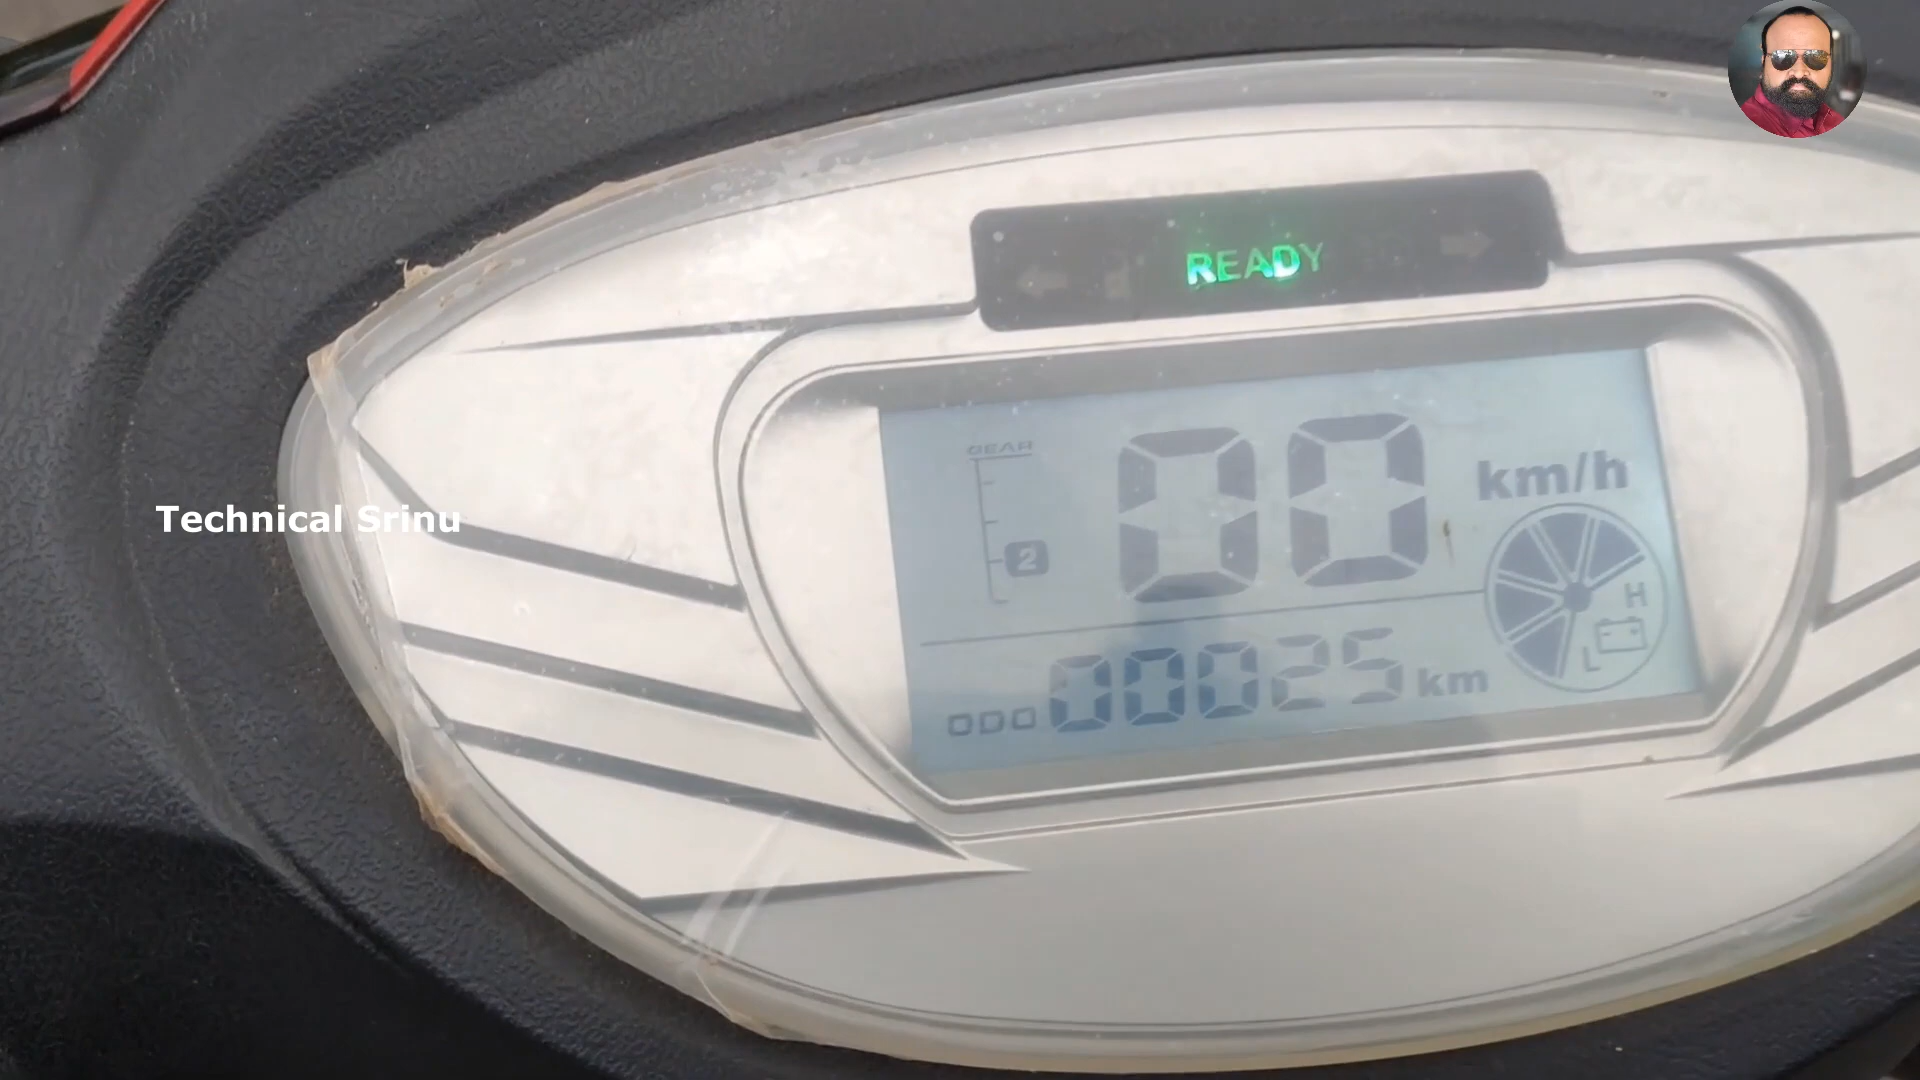 READY
GEAR
00 km/h
2
H
L
ODO 00025 km
Technical Srinu